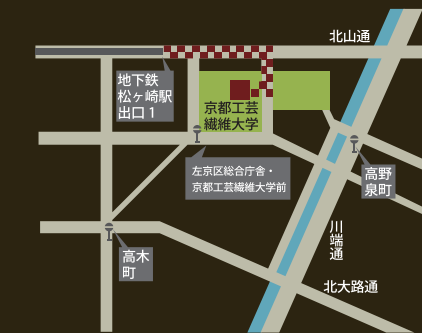 北山通
地下鉄
松ヶ崎駅
出口1
京都工芸
繊維大学
左京区総合庁舎・
京都工芸繊維大学前
高野
泉町
川端通
高木
町
北大路通